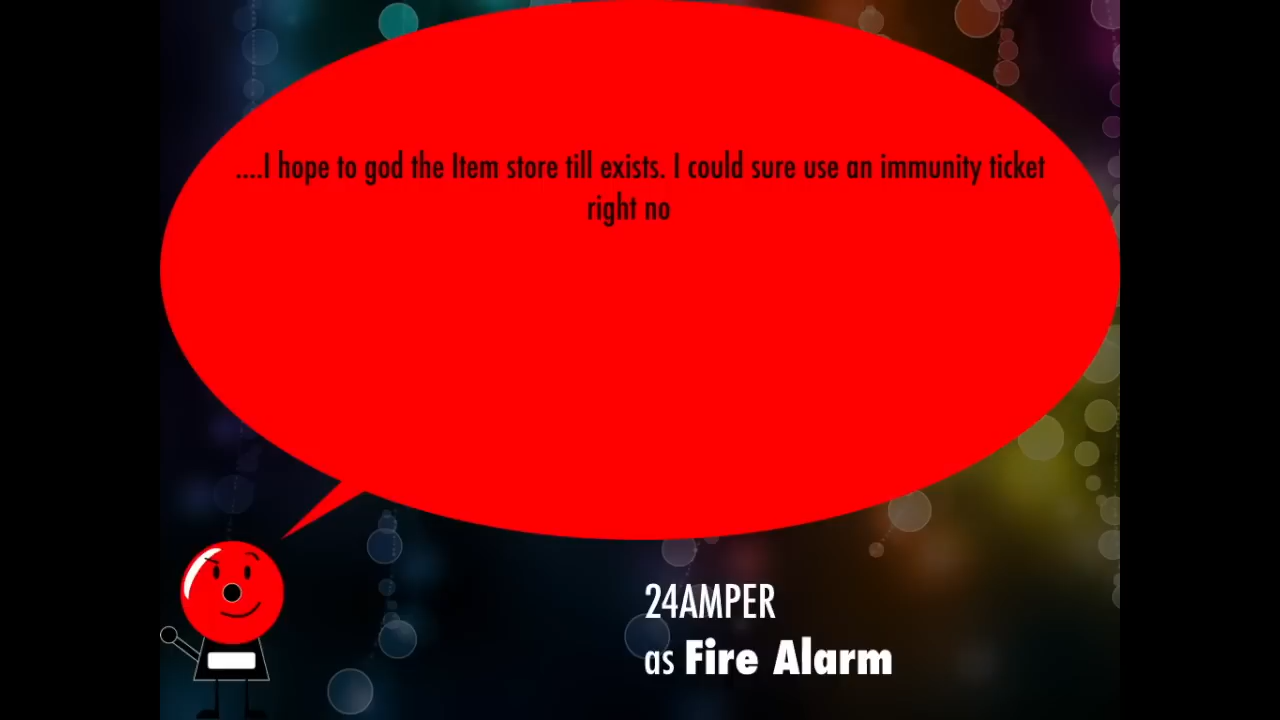 ....I hope to god the Item store till exists. I could sure use an immunity ticket
right no
24AMPER
as Fire Alarm